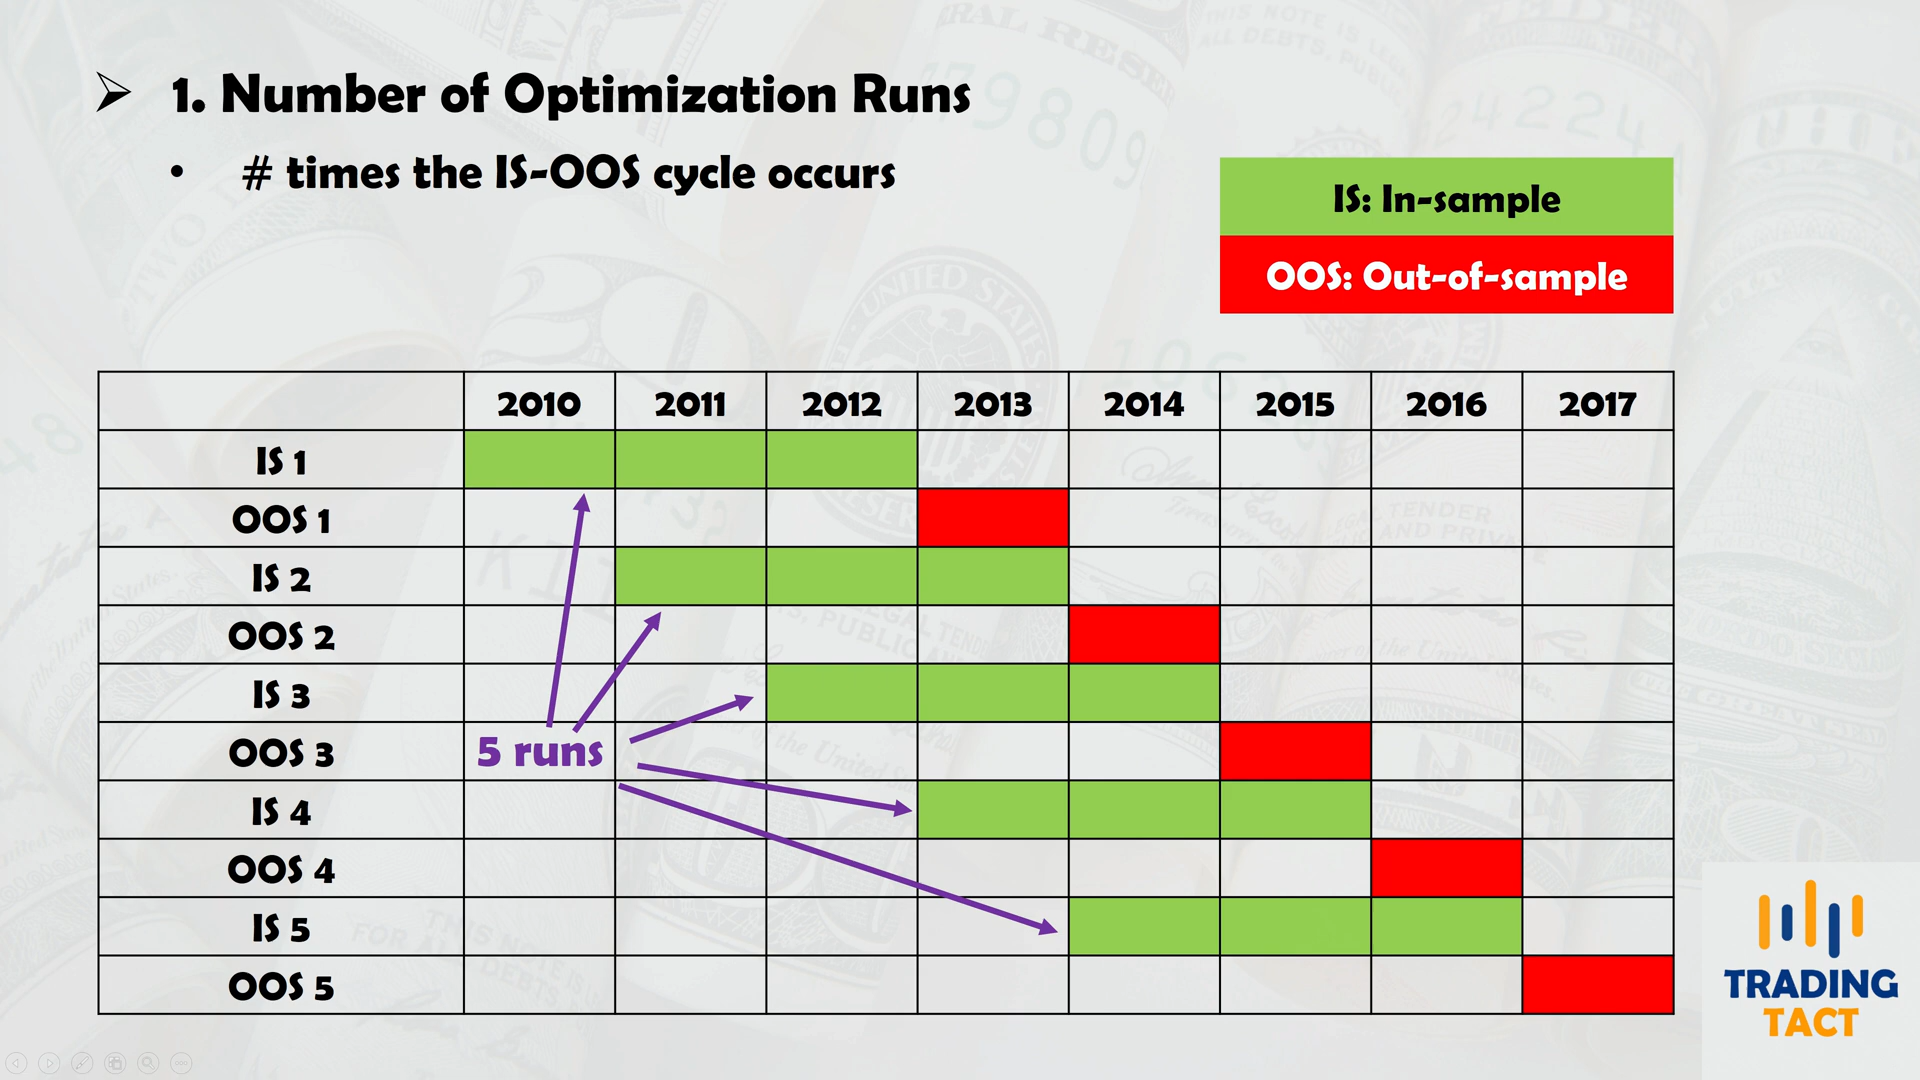 1. Number of Optimization Runs
• # times the IS-OOS cycle occurs
IS: In-sample
OOS: Out-of-sample
2010 2011 2012 2013 2014 2015 2016 2017
IS 1
OOS 1
IS 2
OOS 2
IS 3
OOS 3
5 runs
IS 4
OOS 4
IS 5
OOS 5
TRADING
TACT